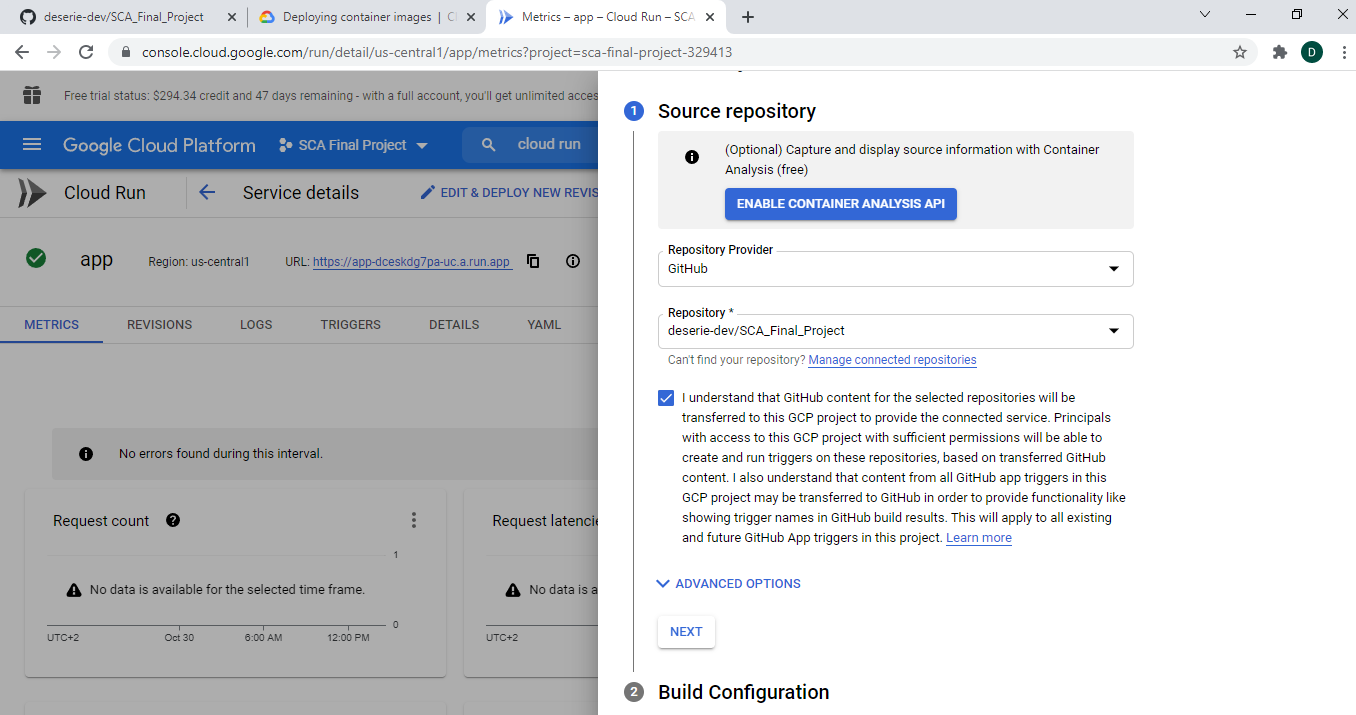 deserie-dev/SCA_Final_Project
Deploying container images | Cl
Metrics – app – Cloud Run – SCA
console.cloud.google.com/run/detail/us-central1/app/metrics?project=sca-final-project-329413
D
Free trial status: $294.34 credit and 47 days remaining - with a full account, you'll get unlimited acces
Google Cloud Platform
SCA Final Project
cloud run
Cloud Run
Service details
EDIT & DEPLOY NEW REVIS
app
Region: us-central1
URL: https://app-dceskdg7pa-uc.a.run.app
METRICS
REVISIONS
LOGS
TRIGGERS
DETAILS
YAML
No errors found during this interval.
Request count
1
No data is available for the selected time frame.
0
UTC+2
Oct 30
6:00 AM
12:00 PM
Request latencie
No data is a
UTC+2
1
Source repository
(Optional) Capture and display source information with Container
Analysis (free)
ENABLE CONTAINER ANALYSIS API
Repository Provider
GitHub
Repository *
deserie-dev/SCA_Final_Project
Can't find your repository? Manage connected repositories
I understand that GitHub content for the selected repositories will be
transferred to this GCP project to provide the connected service. Principals
with access to this GCP project with sufficient permissions will be able to
create and run triggers on these repositories, based on transferred GitHub
content. I also understand that content from all GitHub app triggers in this
GCP project may be transferred to GitHub in order to provide functionality like
showing trigger names in GitHub build results. This will apply to all existing
and future GitHub App triggers in this project. Learn more
ADVANCED OPTIONS
NEXT
2
Build Configuration